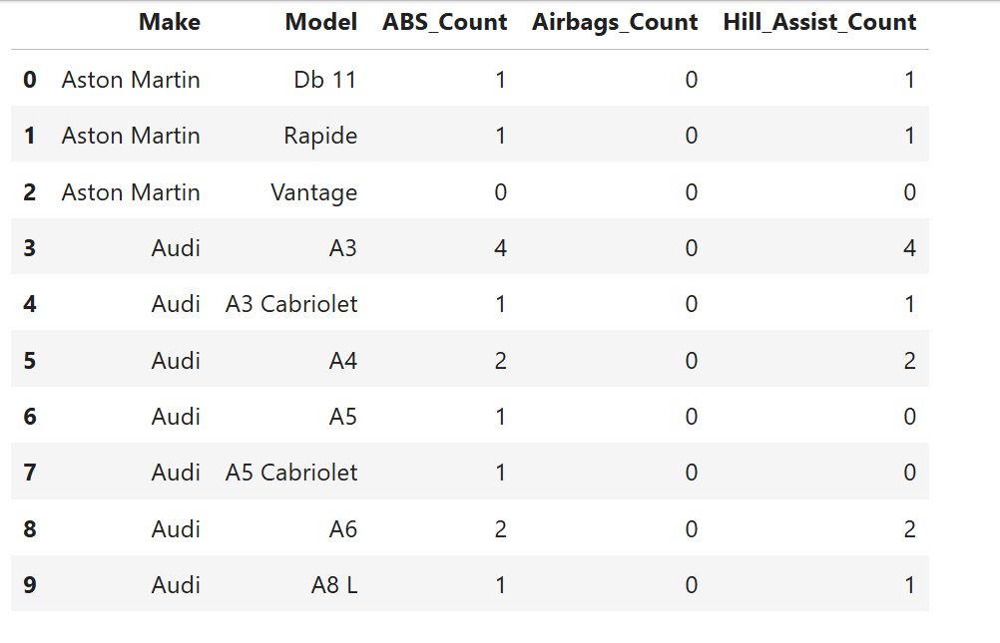 Make Model ABS_Count Airbags_Count Hill_Assist_Count
0 Aston Martin Db 11 1 0 1
1 Aston Martin Rapide 1 0 1
2 Aston Martin Vantage 0 0 0
3 Audi A3 4 0 4
4 Audi A3 Cabriolet 1 0 1
5 Audi A4 2 0 2
6 Audi A5 1 0 0
7 Audi A5 Cabriolet 1 0 0
8 Audi A6 2 0 2
9 Audi A8 L 1 0 1